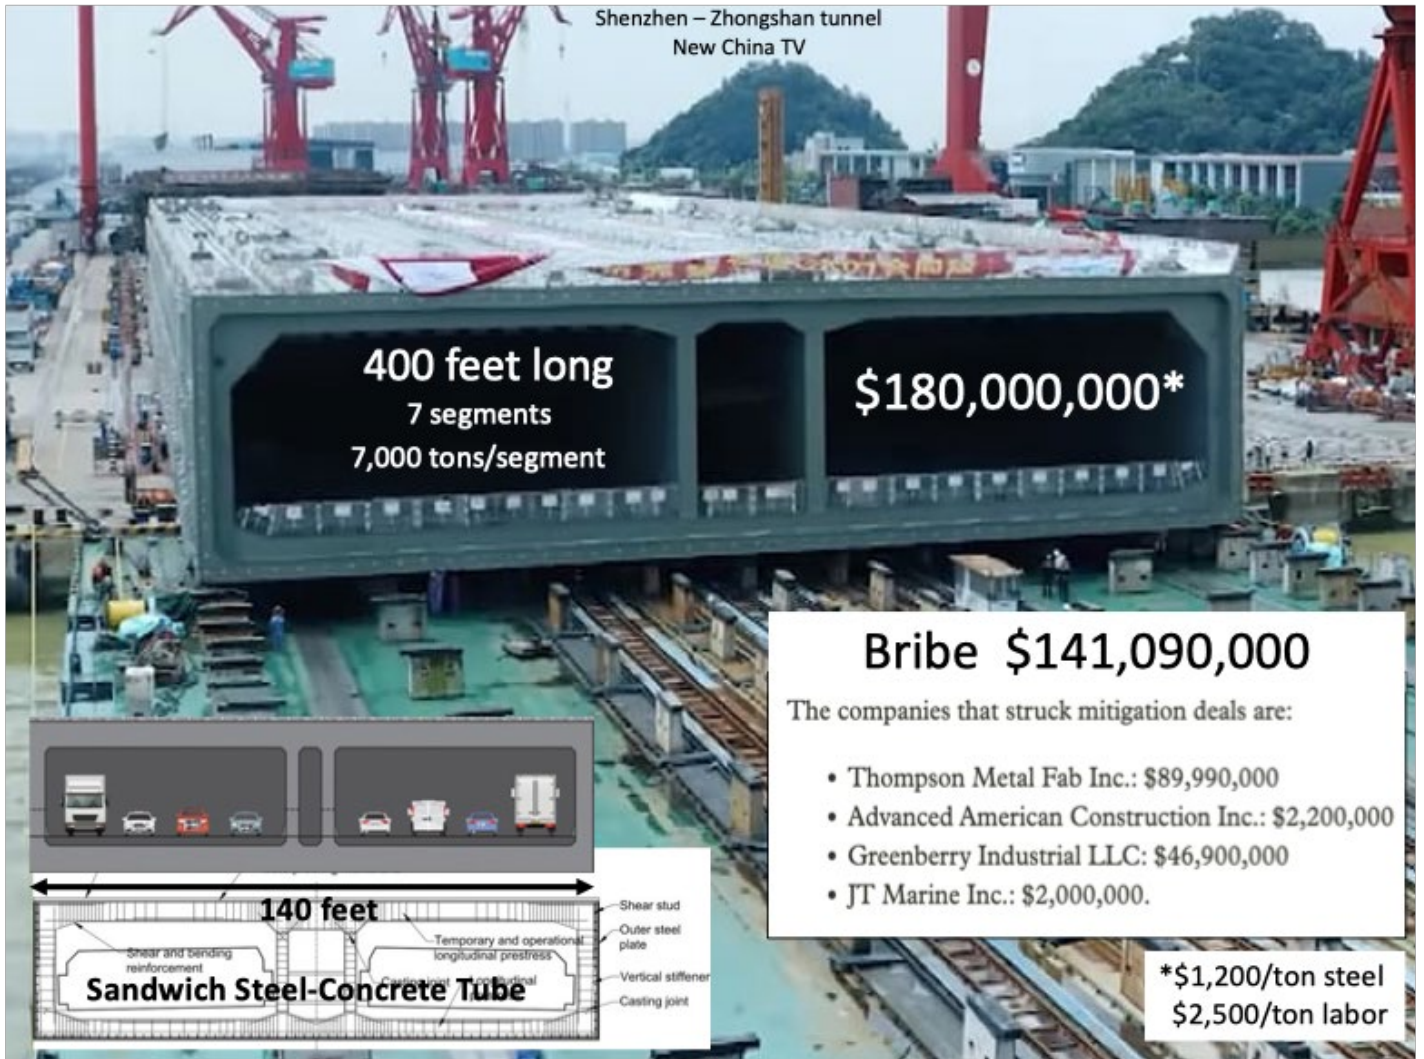 Shenzhen – Zhongshan tunnel
New China TV
400 feet long
7 segments
7,000 tons/segment
$180,000,000*
Bribe $141,090,000
The companies that struck mitigation deals are:
• Thompson Metal Fab Inc.: $89,990,000
• Advanced American Construction Inc.: $2,200,000
• Greenberry Industrial LLC: $46,900,000
• JT Marine Inc.: $2,000,000.
140 feet
Shear stud
Outer steel
plate
Temporary and operational
longitudinal prestress
Shear and bending
reinforcement
Casting joint
Longitudinal
Vertical stiffener
Sandwich Steel-Concrete Tube
Casting joint
*$1,200/ton steel
$2,500/ton labor